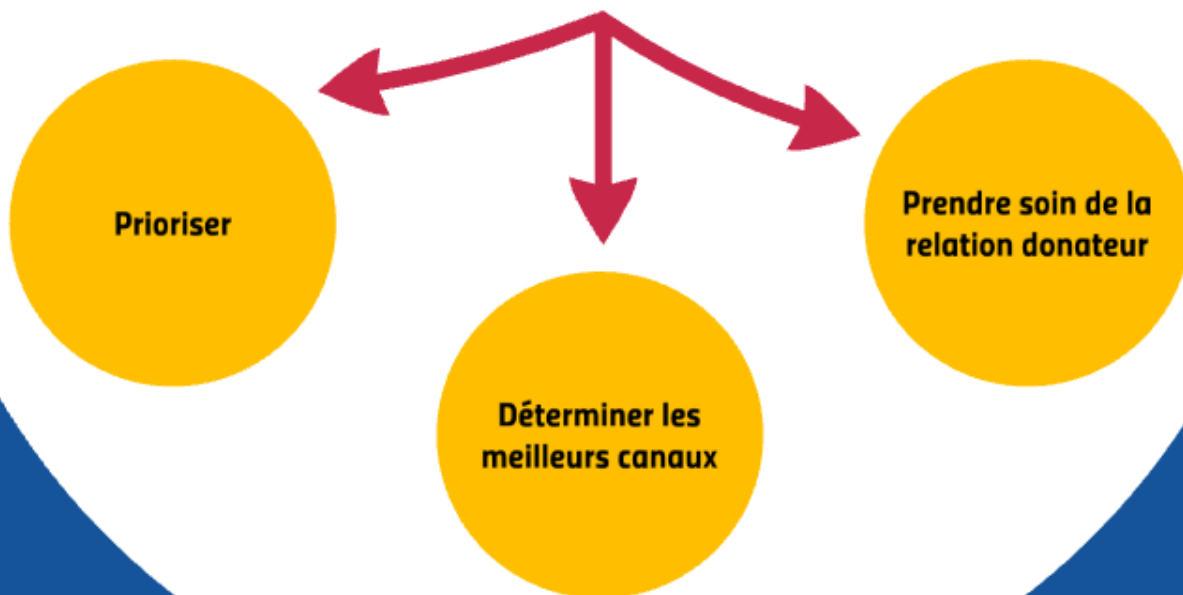 Prioriser
Prendre soin de la
relation donateur
Déterminer les
meilleurs canaux